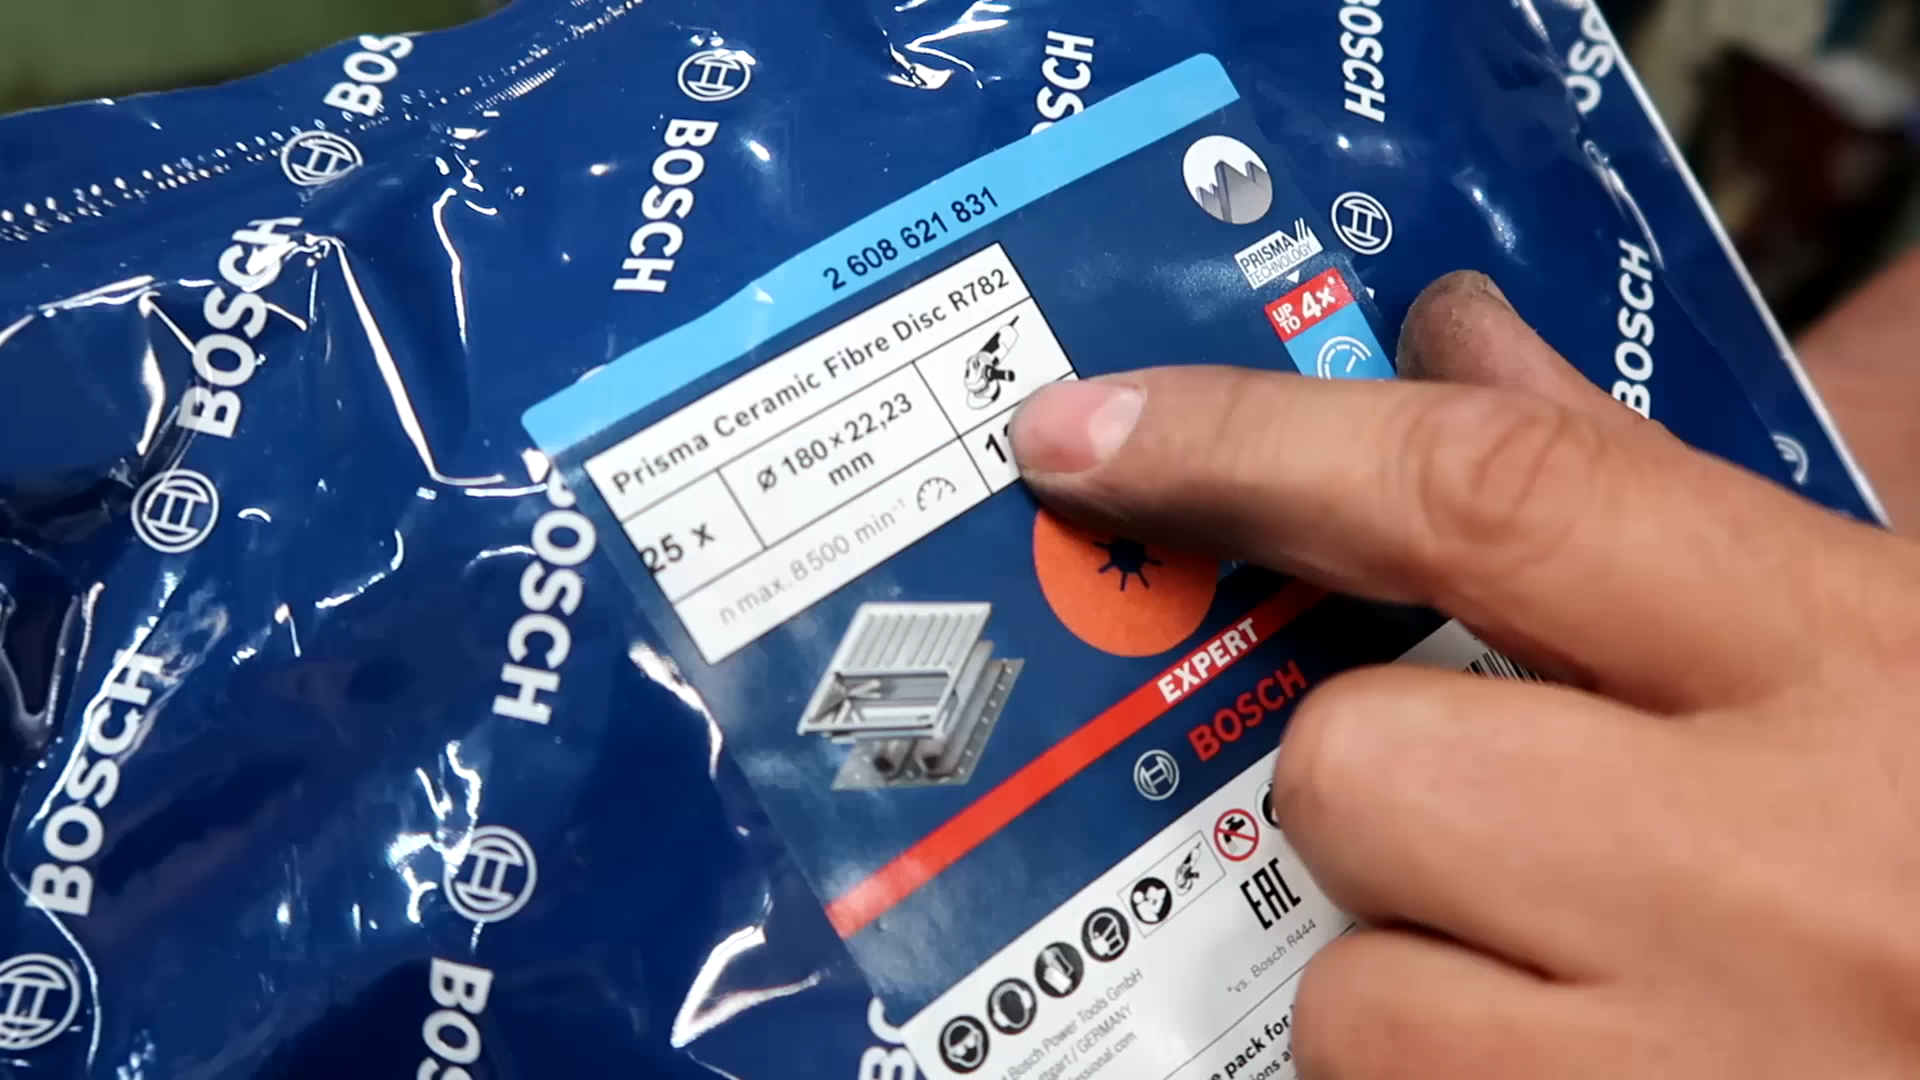 BOSCH
BOSCH
BOSCH
BOSCH
BOSCH
BOSCH
BOSCH
2 608 621 831
Prisma Ceramic Fibre Disc R782
25 x
Ø 180×22,23
mm
n max. 8500 min⁻¹
PRISMA
TECHNOLOGY
UP TO 4x*
EXPERT
BOSCH
EAC
*vs. Bosch R444
Bosch Power Tools GmbH
GERMANY
pack for